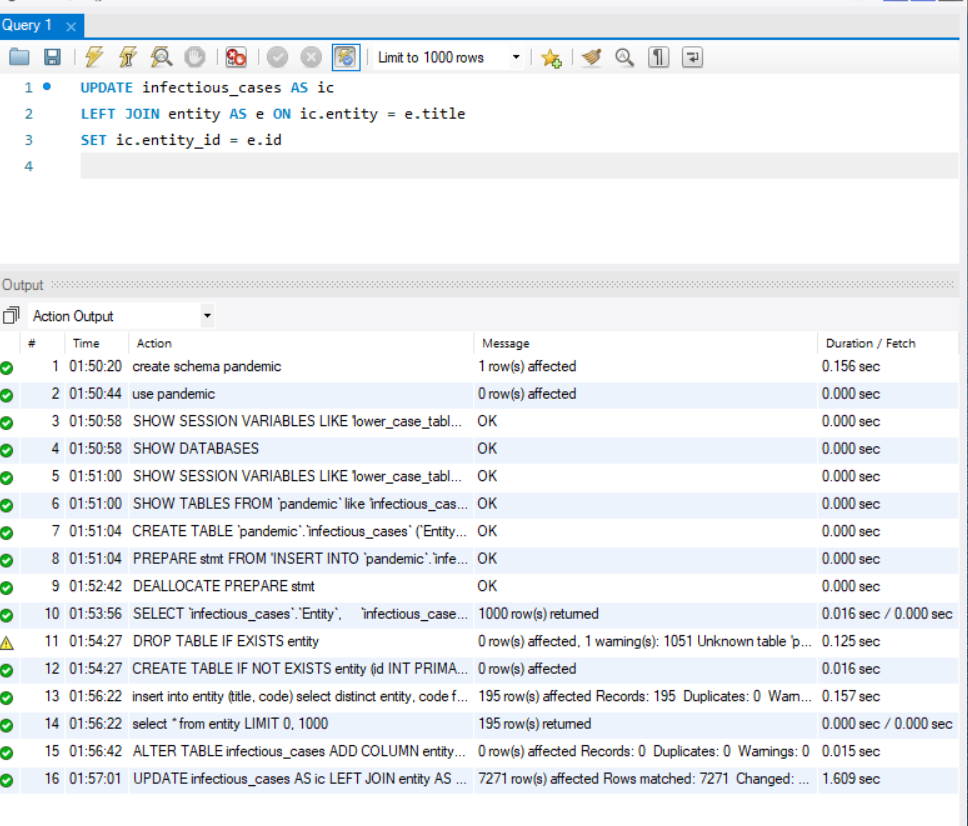 Query 1
Limit to 1000 rows
1 UPDATE infectious_cases AS ic
2 LEFT JOIN entity AS e ON ic.entity = e.title
3 SET ic.entity_id = e.id
4
Output
Action Output
# Time Action Message Duration / Fetch
1 01:50:20 create schema pandemic 1 row(s) affected 0.156 sec
2 01:50:44 use pandemic 0 row(s) affected 0.000 sec
3 01:50:58 SHOW SESSION VARIABLES LIKE 'lower_case_tabl... OK 0.000 sec
4 01:50:58 SHOW DATABASES OK 0.000 sec
5 01:51:00 SHOW SESSION VARIABLES LIKE 'lower_case_tabl... OK 0.000 sec
6 01:51:00 SHOW TABLES FROM `pandemic` like 'infectious_cas... OK 0.000 sec
7 01:51:04 CREATE TABLE `pandemic`.`infectious_cases` (`Entity... OK 0.000 sec
8 01:51:04 PREPARE stmt FROM 'INSERT INTO `pandemic`.`infe... OK 0.000 sec
9 01:52:42 DEALLOCATE PREPARE stmt OK 0.000 sec
10 01:53:56 SELECT `infectious_cases`.`Entity`, `infectious_case... 1000 row(s) returned 0.016 sec / 0.000 sec
11 01:54:27 DROP TABLE IF EXISTS entity 0 row(s) affected, 1 warning(s): 1051 Unknown table 'p... 0.125 sec
12 01:54:27 CREATE TABLE IF NOT EXISTS entity (id INT PRIMA... 0 row(s) affected 0.016 sec
13 01:56:22 insert into entity (title, code) select distinct entity, code f... 195 row(s) affected Records: 195 Duplicates: 0 Warn... 0.157 sec
14 01:56:22 select * from entity LIMIT 0, 1000 195 row(s) returned 0.000 sec / 0.000 sec
15 01:56:42 ALTER TABLE infectious_cases ADD COLUMN entity... 0 row(s) affected Records: 0 Duplicates: 0 Warnings: 0 0.015 sec
16 01:57:01 UPDATE infectious_cases AS ic LEFT JOIN entity AS ... 7271 row(s) affected Rows matched: 7271 Changed: ... 1.609 sec